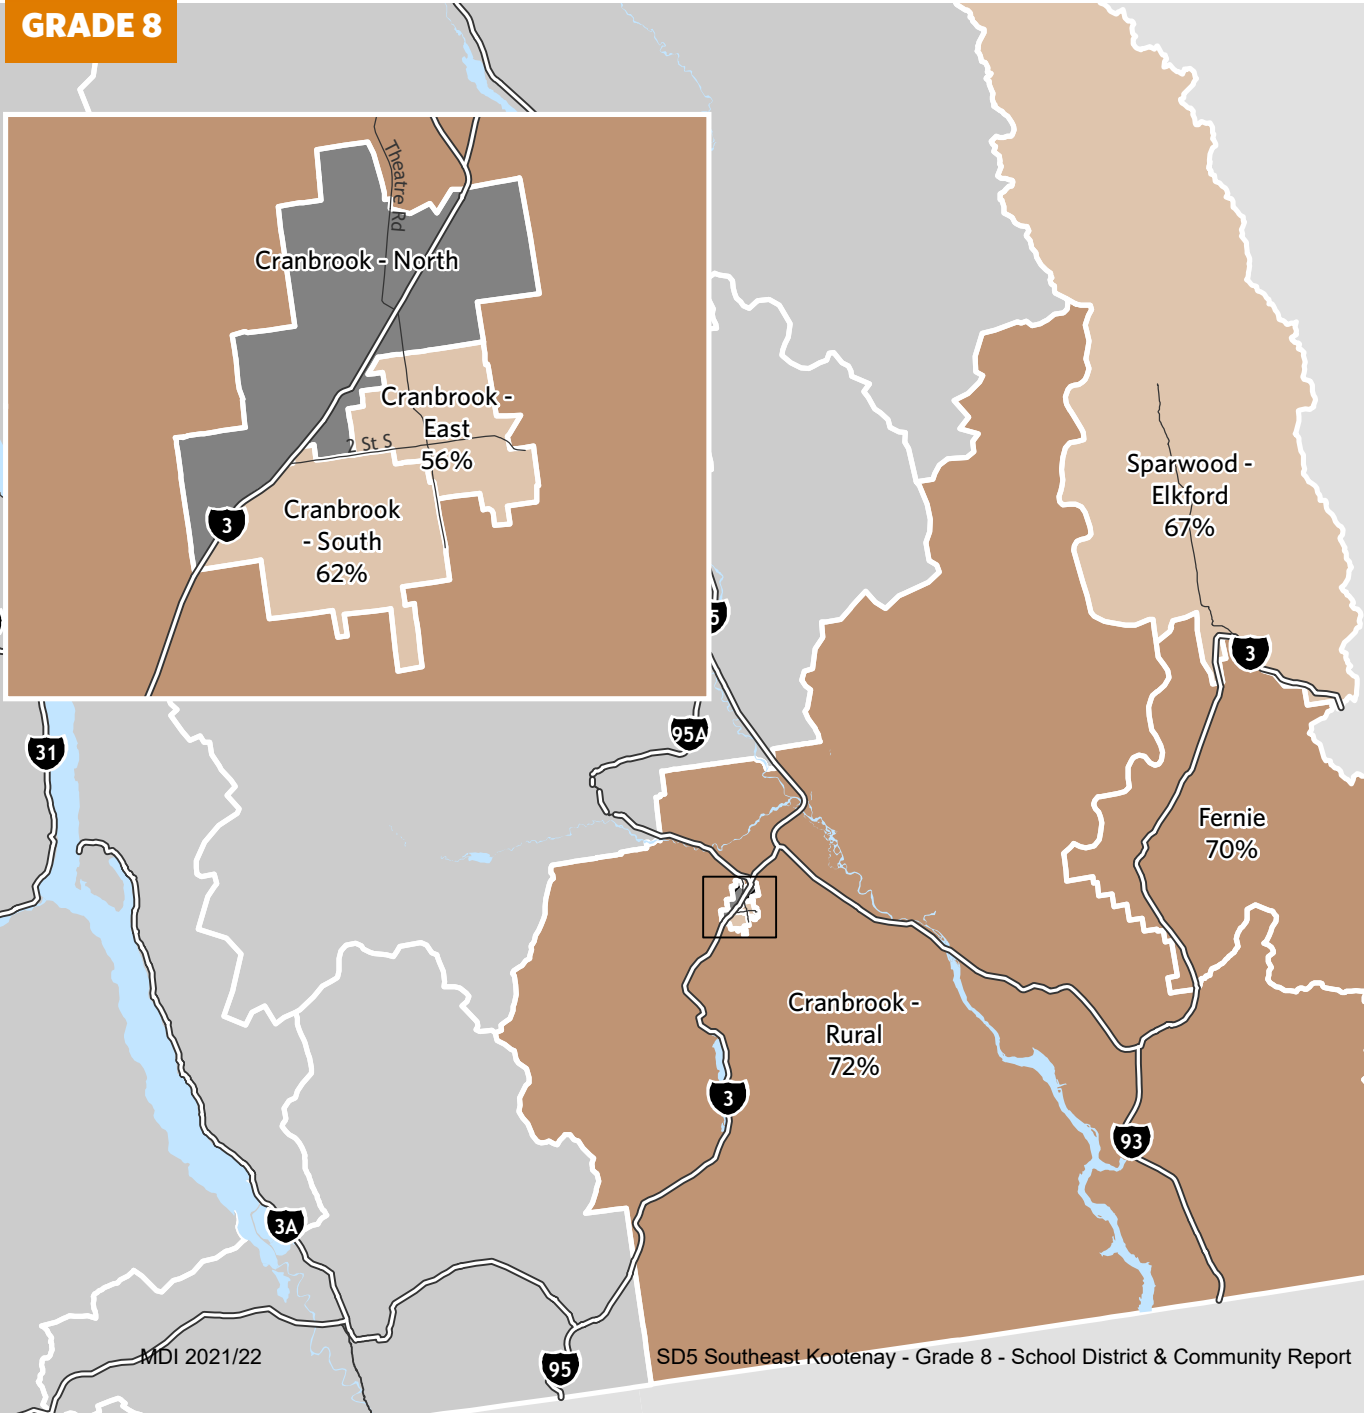 GRADE 8
Theatre Rd
Cranbrook - North
Cranbrook -
East
56%
2 St S
Cranbrook
- South
62%
3
Sparwood -
Elkford
67%
3
95A
31
Fernie
70%
Cranbrook -
Rural
72%
3
93
3A
95
MDI 2021/22
SD5 Southeast Kootenay - Grade 8 - School District & Community Report